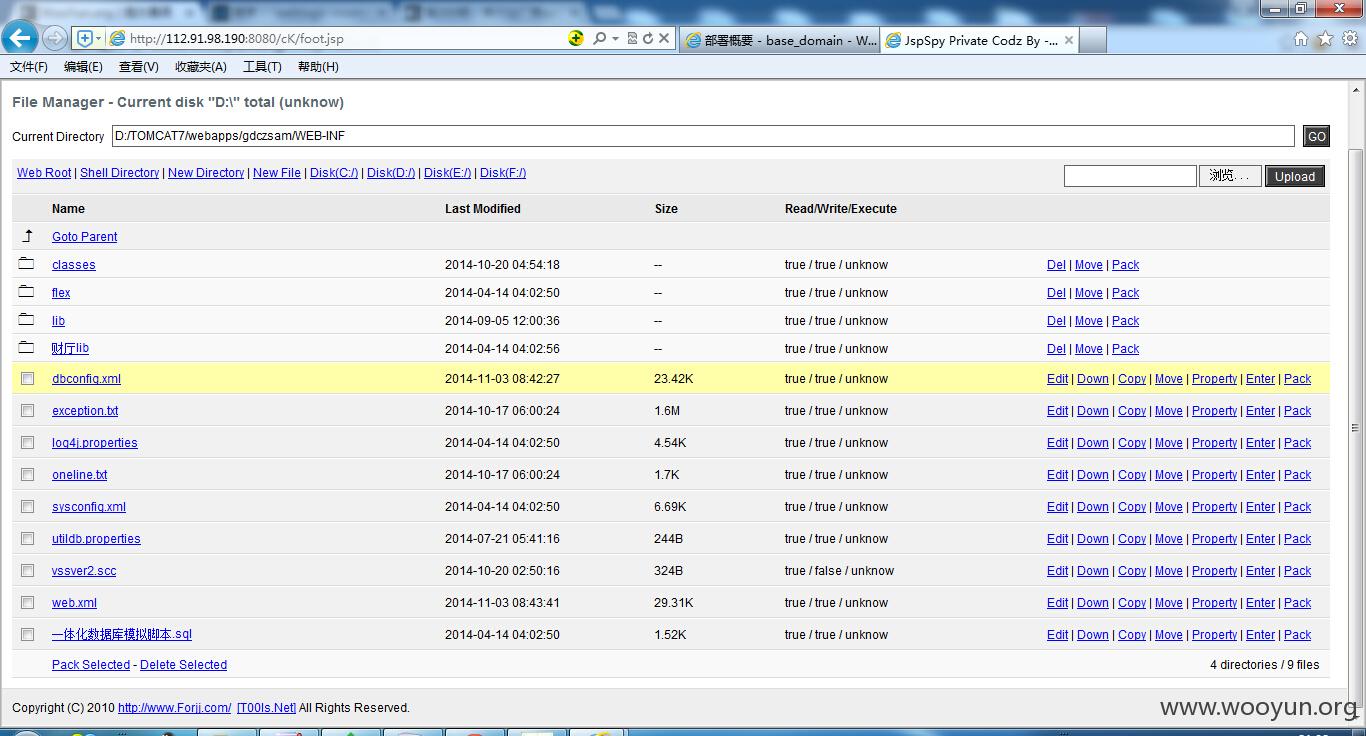 http://112.91.98.190:8080/cK/foot.jsp
部署概要 - base_domain - W...
JspSpy Private Codz By -...
文件(F) 编辑(E) 查看(V) 收藏夹(A) 工具(T) 帮助(H)
File Manager - Current disk "D:\" total (unknow)
Current Directory D:/TOMCAT7/webapps/gdczsam/WEB-INF GO
Web Root | Shell Directory | New Directory | New File | Disk(C:/) | Disk(D:/) | Disk(E:/) | Disk(F:/) 浏览... Upload
Name Last Modified Size Read/Write/Execute
Goto Parent
classes 2014-10-20 04:54:18 -- true / true / unknow Del | Move | Pack
flex 2014-04-14 04:02:50 -- true / true / unknow Del | Move | Pack
lib 2014-09-05 12:00:36 -- true / true / unknow Del | Move | Pack
财厅lib 2014-04-14 04:02:56 -- true / true / unknow Del | Move | Pack
dbconfig.xml 2014-11-03 08:42:27 23.42K true / true / unknow Edit | Down | Copy | Move | Property | Enter | Pack
exception.txt 2014-10-17 06:00:24 1.6M true / true / unknow Edit | Down | Copy | Move | Property | Enter | Pack
log4j.properties 2014-04-14 04:02:50 4.54K true / true / unknow Edit | Down | Copy | Move | Property | Enter | Pack
oneline.txt 2014-10-17 06:00:24 1.7K true / true / unknow Edit | Down | Copy | Move | Property | Enter | Pack
sysconfig.xml 2014-04-14 04:02:50 6.69K true / true / unknow Edit | Down | Copy | Move | Property | Enter | Pack
utildb.properties 2014-07-21 05:41:16 244B true / true / unknow Edit | Down | Copy | Move | Property | Enter | Pack
vssver2.scc 2014-10-20 02:50:16 324B true / false / unknow Edit | Down | Copy | Move | Property | Enter | Pack
web.xml 2014-11-03 08:43:41 29.31K true / true / unknow Edit | Down | Copy | Move | Property | Enter | Pack
一体化数据库模拟脚本.sql 2014-04-14 04:02:50 1.52K true / true / unknow Edit | Down | Copy | Move | Property | Enter | Pack
Pack Selected - Delete Selected 4 directories / 9 files
Copyright (C) 2010 http://www.Forjj.com/ [T00ls.Net] All Rights Reserved.
www.wooyun.org